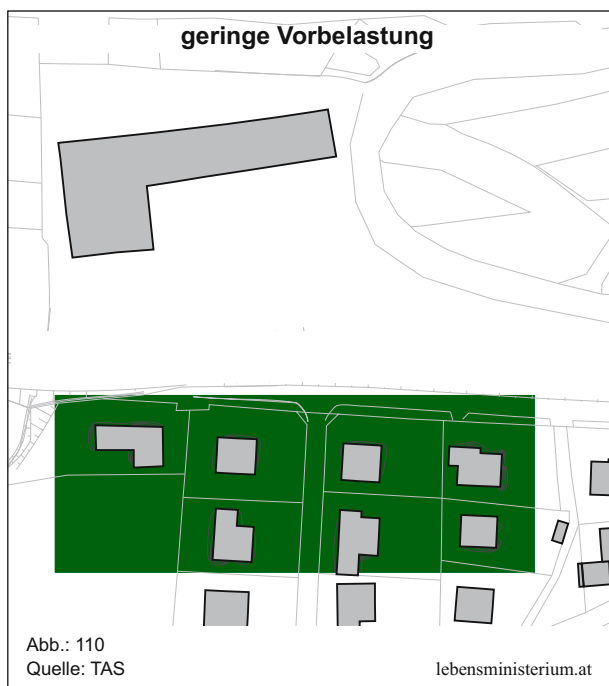 geringe Vorbelastung
Abb.: 110
Quelle: TAS
lebensministerium.at